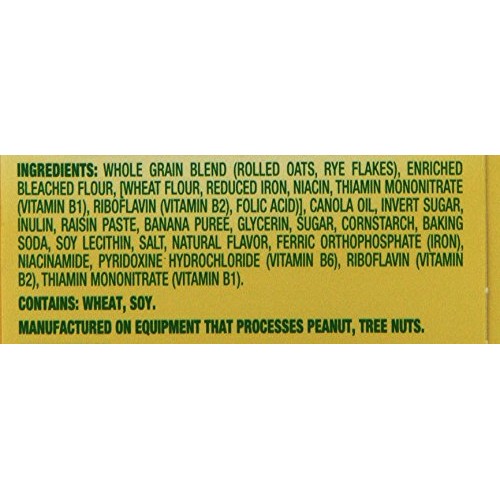 INGREDIENTS: WHOLE GRAIN BLEND (ROLLED OATS, RYE FLAKES), ENRICHED
BLEACHED FLOUR, [WHEAT FLOUR, REDUCED IRON, NIACIN, THIAMIN MONONITRATE
(VITAMIN B1), RIBOFLAVIN (VITAMIN B2), FOLIC ACID)], CANOLA OIL, INVERT SUGAR,
INULIN, RAISIN PASTE, BANANA PUREE, GLYCERIN, SUGAR, CORNSTARCH, BAKING
SODA, SOY LECITHIN, SALT, NATURAL FLAVOR, FERRIC ORTHOPHOSPHATE (IRON),
NIACINAMIDE, PYRIDOXINE HYDROCHLORIDE (VITAMIN B6), RIBOFLAVIN (VITAMIN
B2), THIAMIN MONONITRATE (VITAMIN B1).
CONTAINS: WHEAT, SOY.
MANUFACTURED ON EQUIPMENT THAT PROCESSES PEANUT, TREE NUTS.